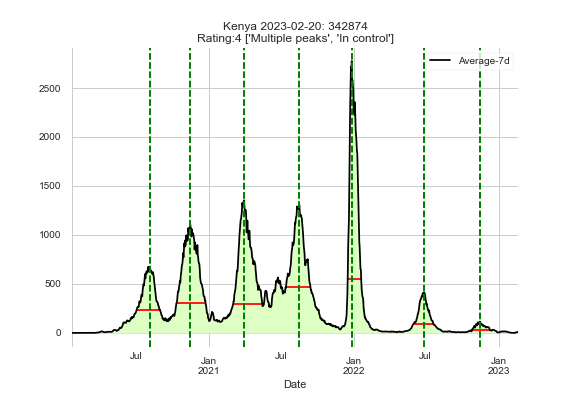 Kenya 2023-02-20: 342874
Rating:4 ['Multiple peaks', 'In control']
Average-7d
2500
2000
1500
1000
500
0
Jul
Jan
2021
Jul
Jan
2022
Jul
Jan
2023
Date